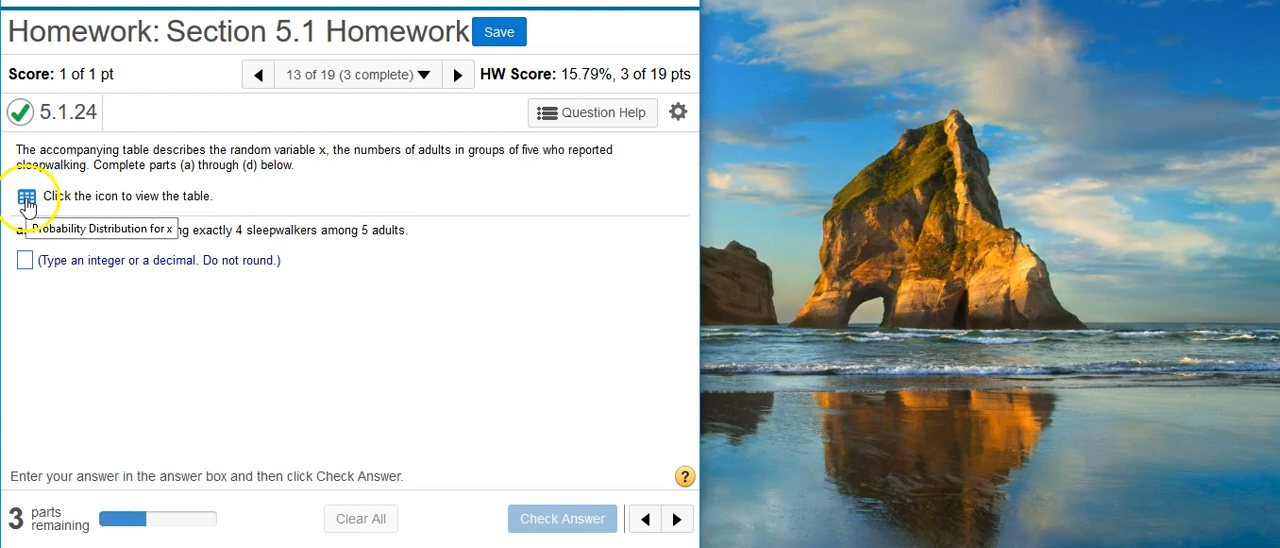 Homework: Section 5.1 Homework Save
Score: 1 of 1 pt 13 of 19 (3 complete) HW Score: 15.79%, 3 of 19 pts
5.1.24 Question Help
The accompanying table describes the random variable x, the numbers of adults in groups of five who reported
sleepwalking. Complete parts (a) through (d) below.
Click the icon to view the table.
Probability Distribution for x
a. ng exactly 4 sleepwalkers among 5 adults.
(Type an integer or a decimal. Do not round.)
Enter your answer in the answer box and then click Check Answer.
?
3 parts
remaining
Clear All Check Answer